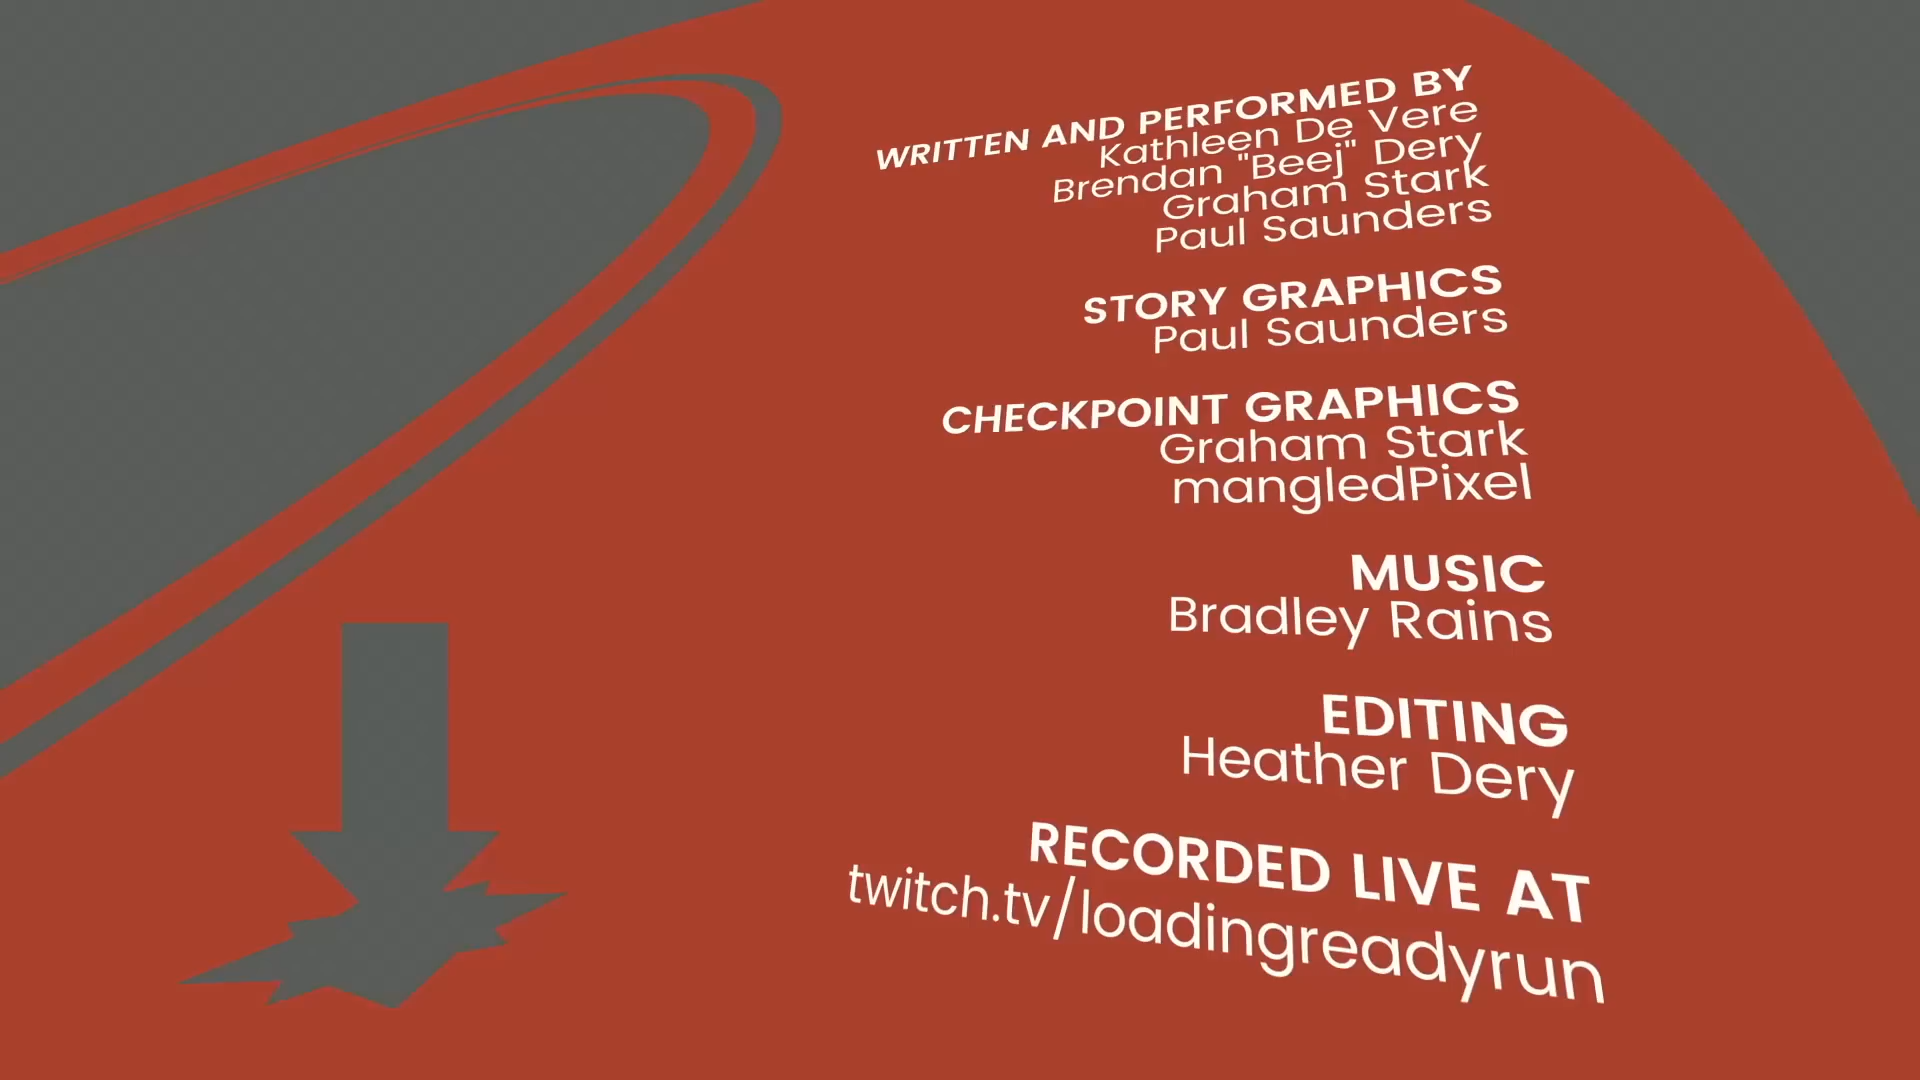 WRITTEN AND PERFORMED BY
Kathleen De Vere
Brendan "Beej" Dery
Graham Stark
Paul Saunders
STORY GRAPHICS
Paul Saunders
CHECKPOINT GRAPHICS
Graham Stark
mangledPixel
MUSIC
Bradley Rains
EDITING
Heather Dery
RECORDED LIVE AT
twitch.tv/loadingreadyrun